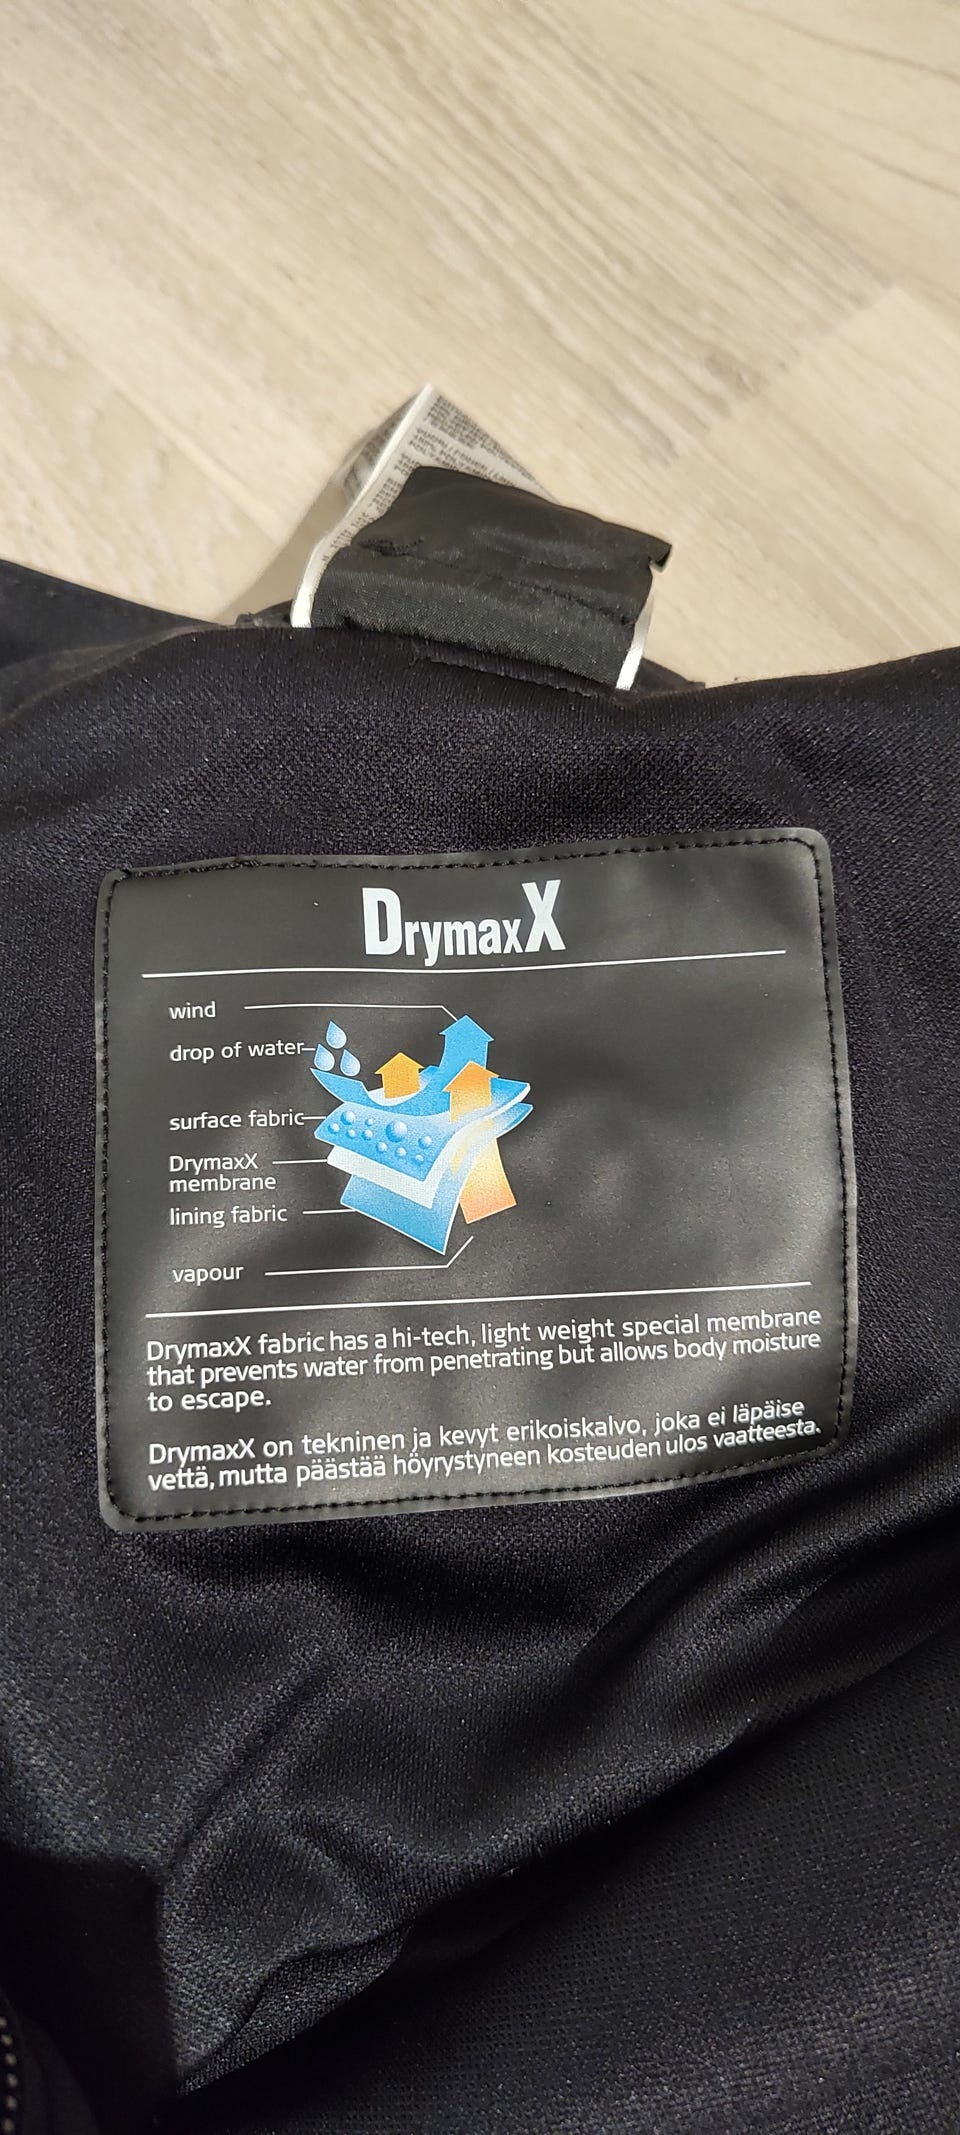 DrymaxX
wind
drop of water
surface fabric
DrymaxX
membrane
lining fabric
vapour
DrymaxX fabric has a hi-tech, light weight special membrane
that prevents water from penetrating but allows body moisture
to escape.
DrymaxX on tekninen ja kevyt erikoiskalvo, joka ei läpäise
vettä, mutta päästää höyrystyneen kosteuden ulos vaatteesta.